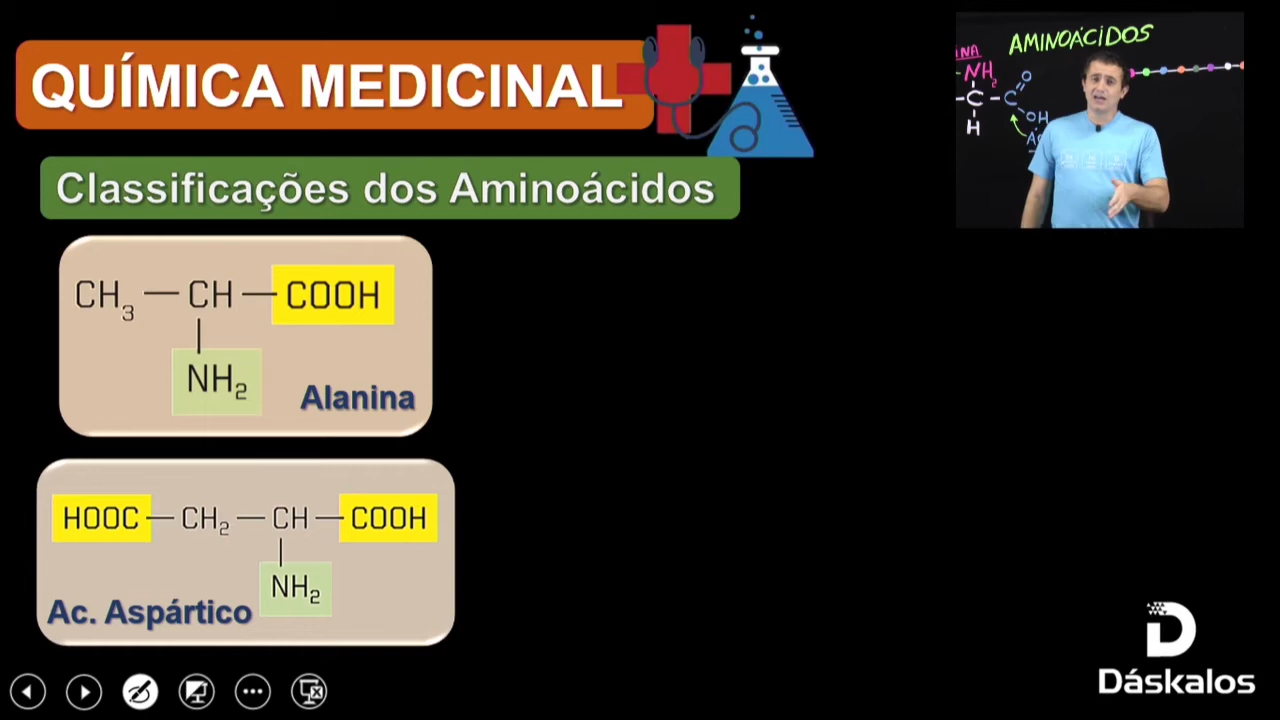 QUÍMICA MEDICINAL
AMINOÁCIDOS
NH2
C C O
OH
H
Classificações dos Aminoácidos
CH3 — CH — COOH
NH2
Alanina
HOOC — CH2 — CH — COOH
NH2
Ac. Aspártico
Dáskalos